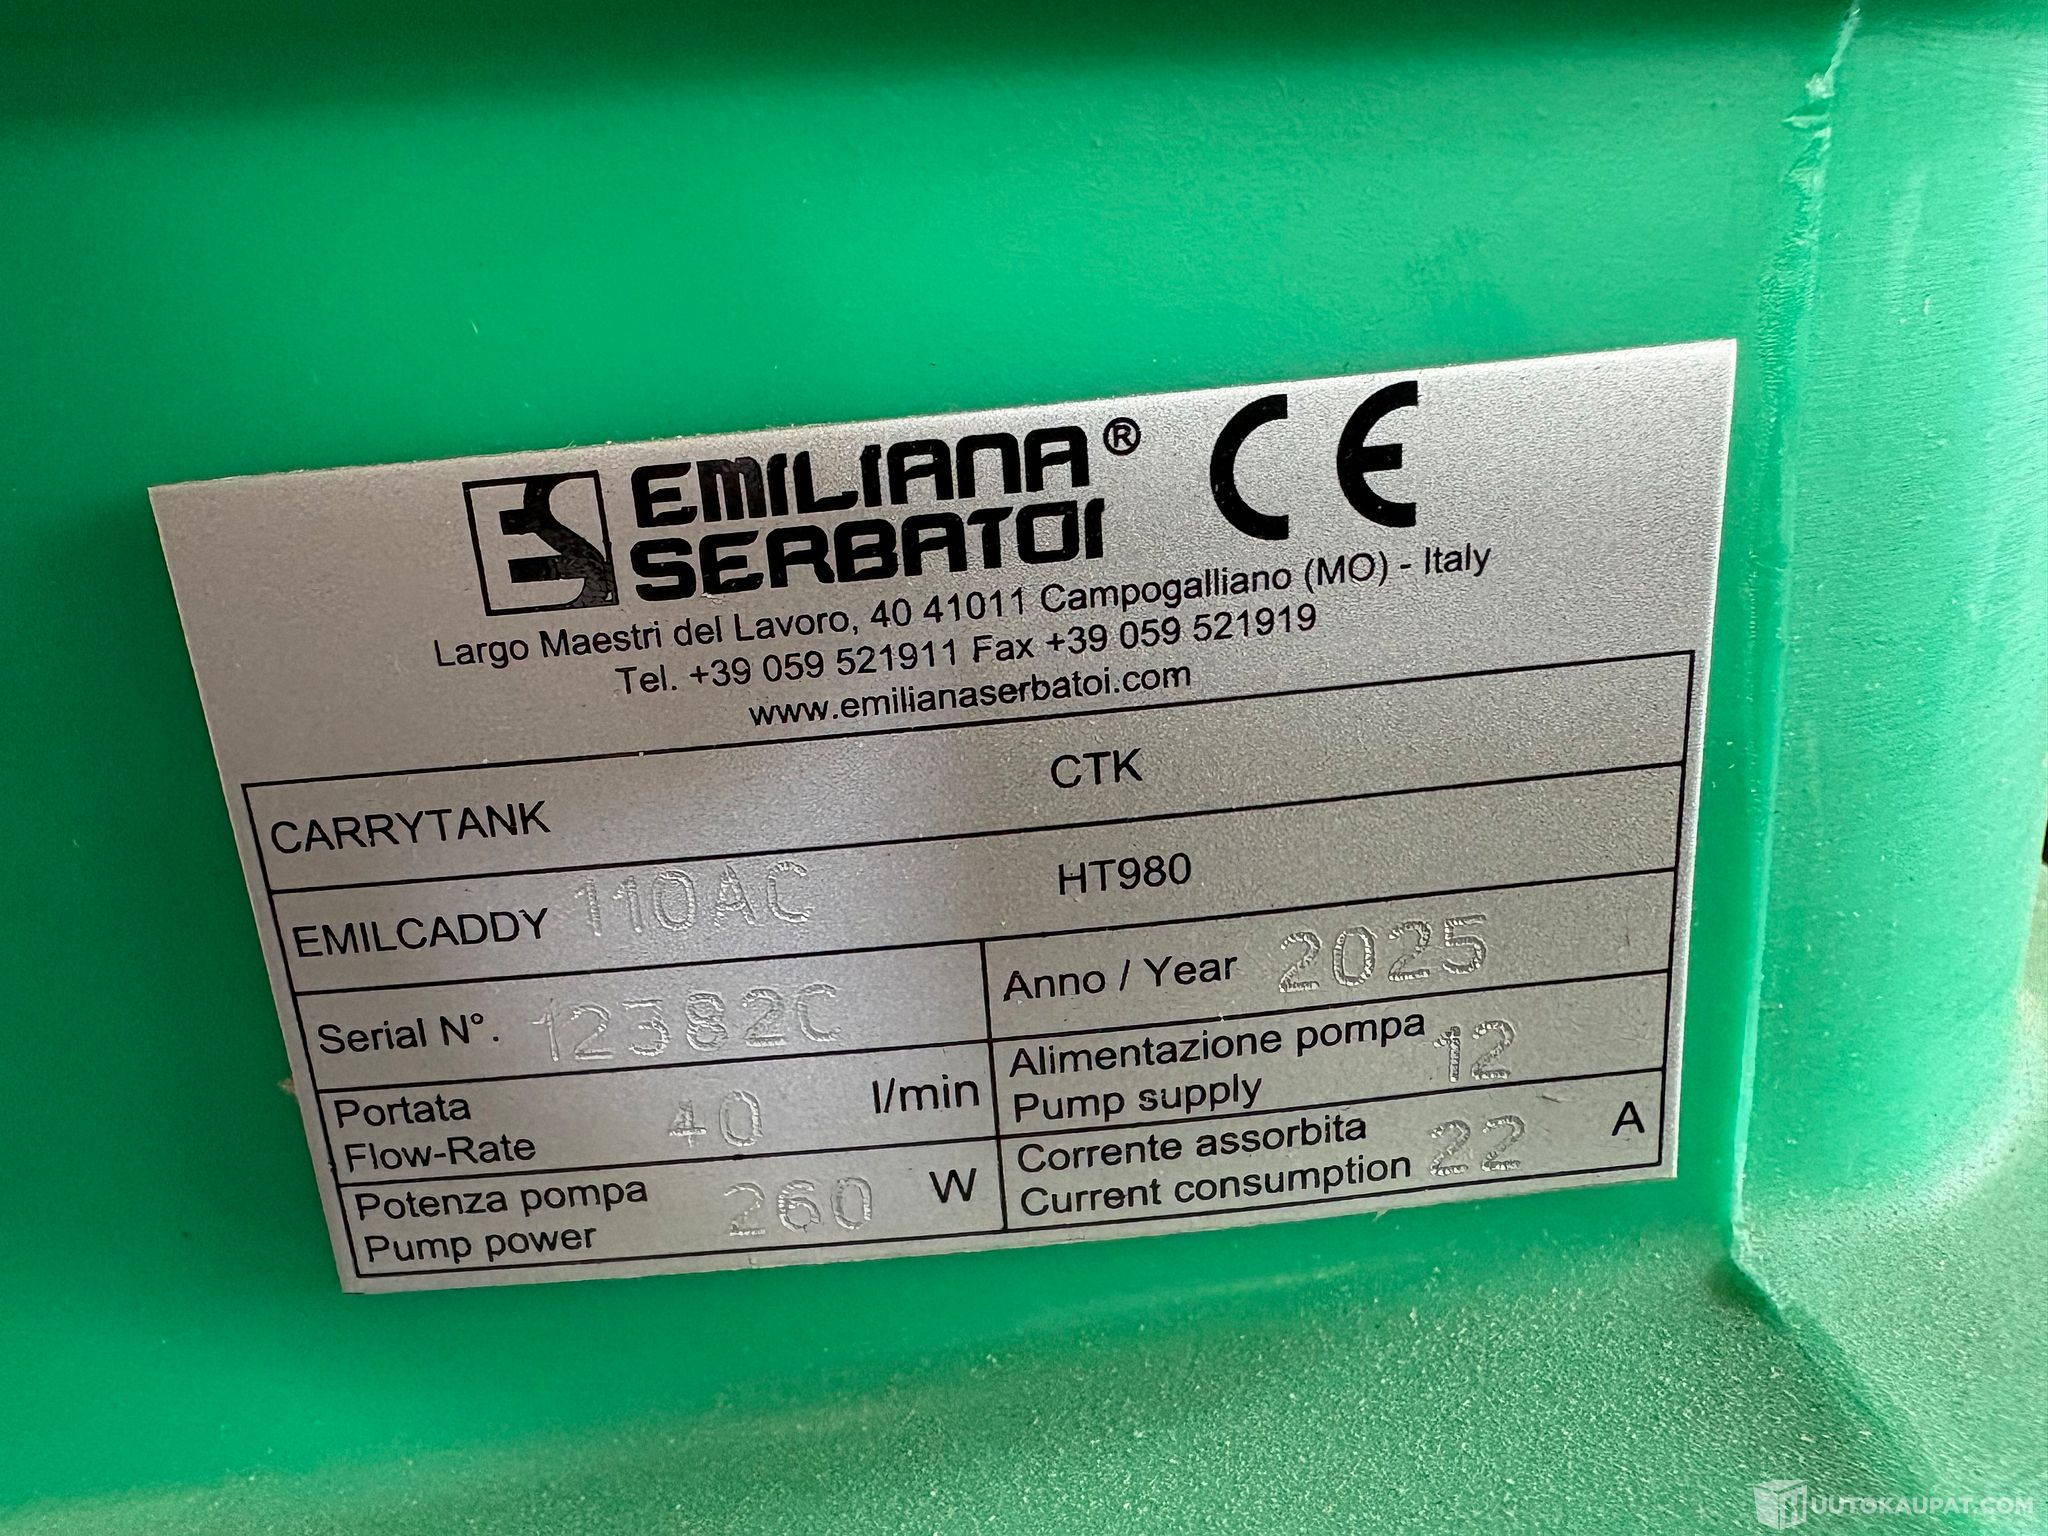 EMILIANA® CE
SERBATOI
Largo Maestri del Lavoro, 40 41011 Campogalliano (MO) - Italy
Tel. +39 059 521911 Fax +39 059 521919
www.emilianaserbatoi.com
CARRYTANK CTK
EMILCADDY 110AC HT980
Serial N°. 12382C Anno / Year 2025
Portata
Flow-Rate 40 l/min
Alimentazione pompa
Pump supply 12
Potenza pompa
Pump power 260 W
Corrente assorbita
Current consumption 22 A
UUTOKAUPAT.COM